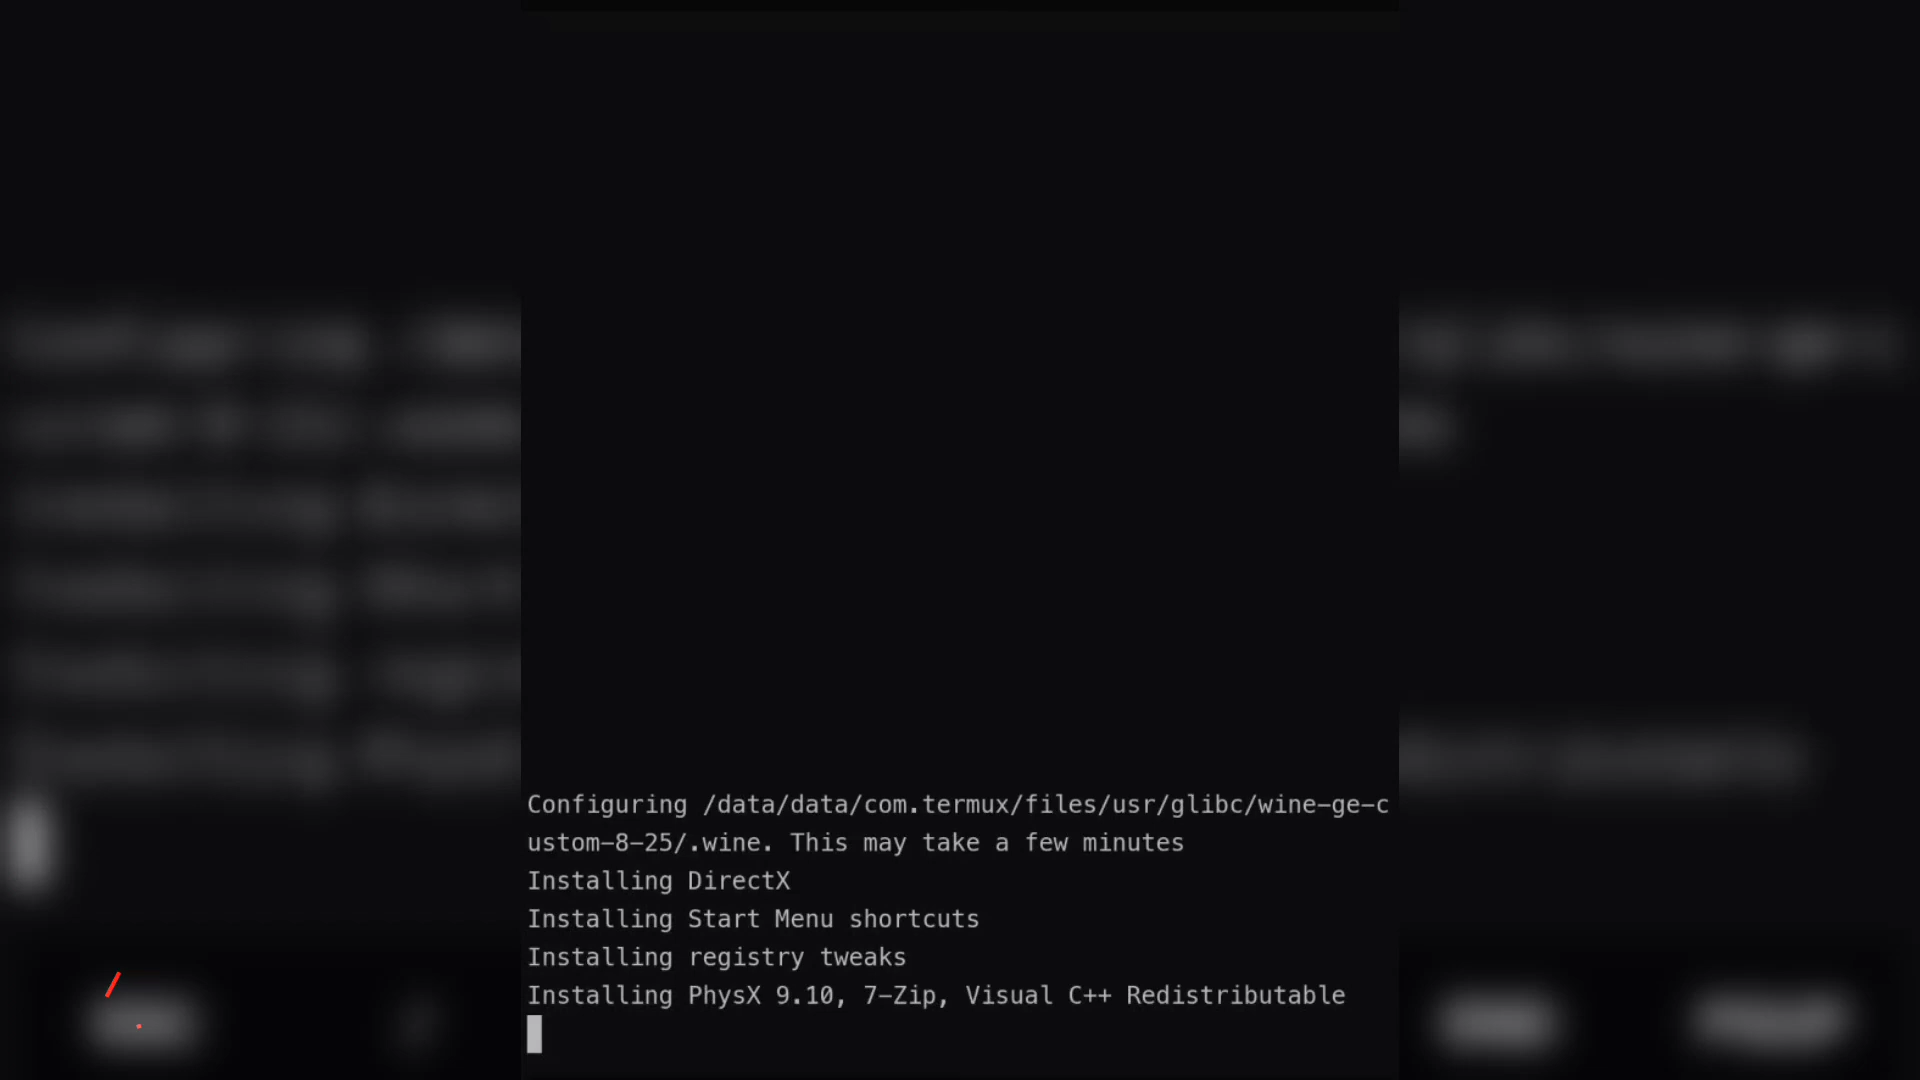 Configuring /data/data/com.termux/files/usr/glibc/wine-ge-c
ustom-8-25/.wine. This may take a few minutes
Installing DirectX
Installing Start Menu shortcuts
Installing registry tweaks
Installing PhysX 9.10, 7-Zip, Visual C++ Redistributable